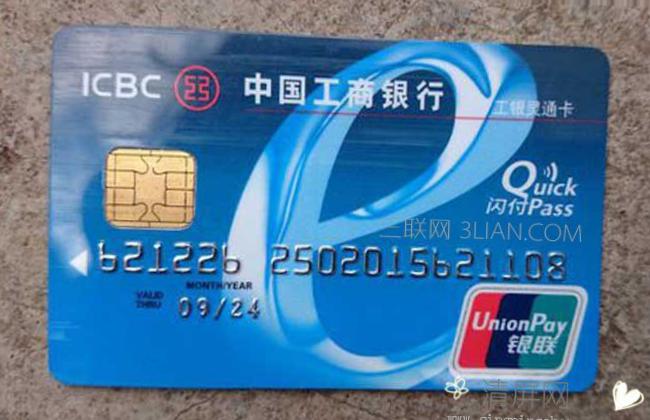 ICBC 中国工商银行
工银灵通卡
Quick
闪付Pass
三联网 3LIAN.COM
621226 2502015621108
MONTH/YEAR
VALID
THRU 09/24
UnionPay
银联
清屏网